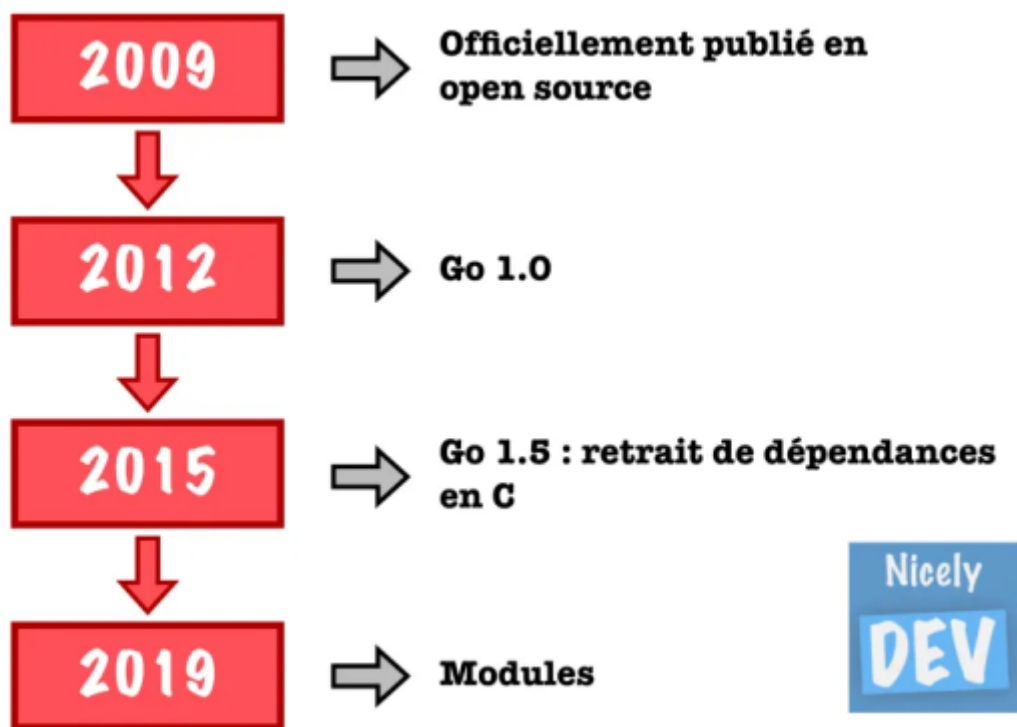 2009
Officiellement publié en
open source
2012
Go 1.0
2015
Go 1.5 : retrait de dépendances
en C
2019
Modules
Nicely
DEV